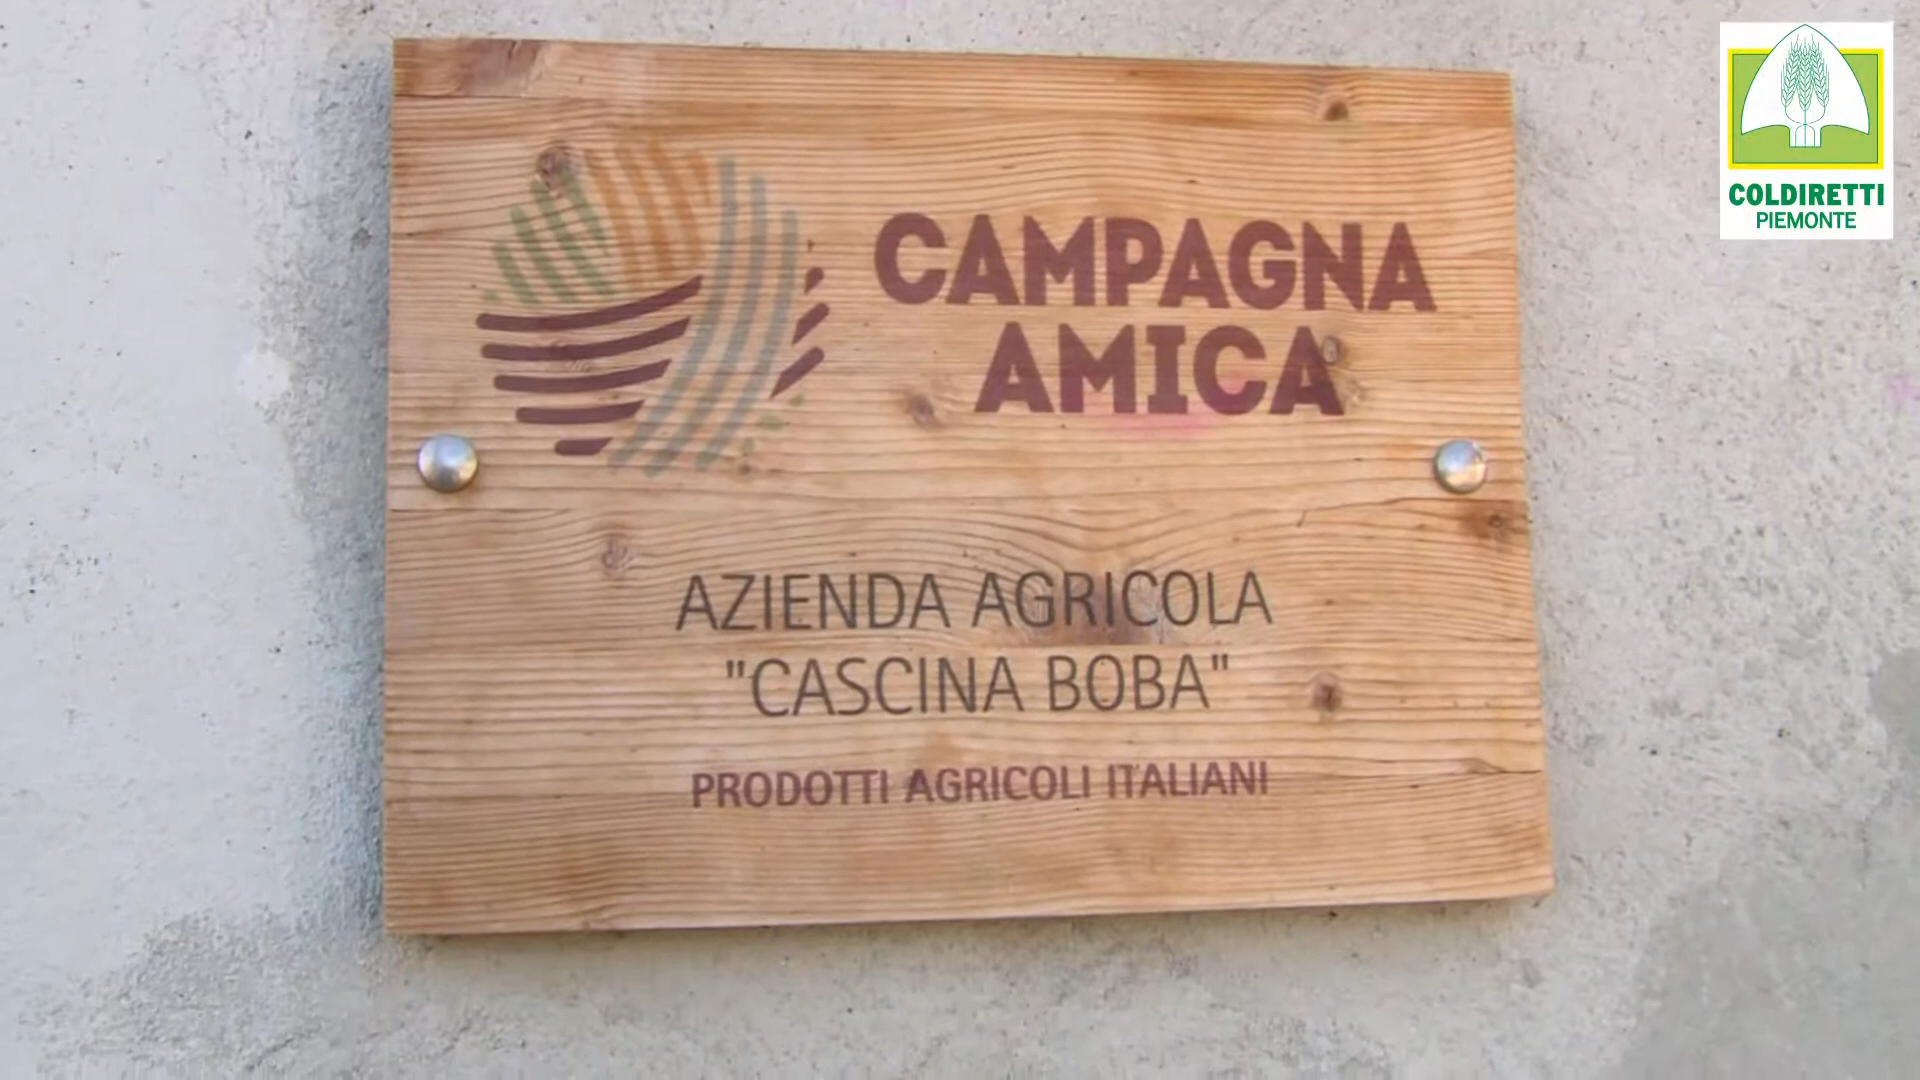 CAMPAGNA
AMICA
AZIENDA AGRICOLA
"CASCINA BOBA"
PRODOTTI AGRICOLI ITALIANI
COLDIRETTI
PIEMONTE